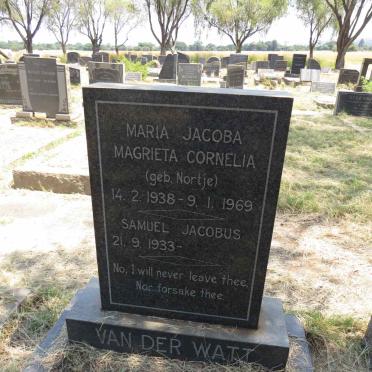 MARIA JACOBA
MAGRIETA CORNELIA
(geb. Nortje)
14. 2. 1938 - 9. 1. 1969
SAMUEL JACOBUS
21. 9. 1933 -
No, I will never leave thee,
Nor forsake thee.
VAN DER WATT